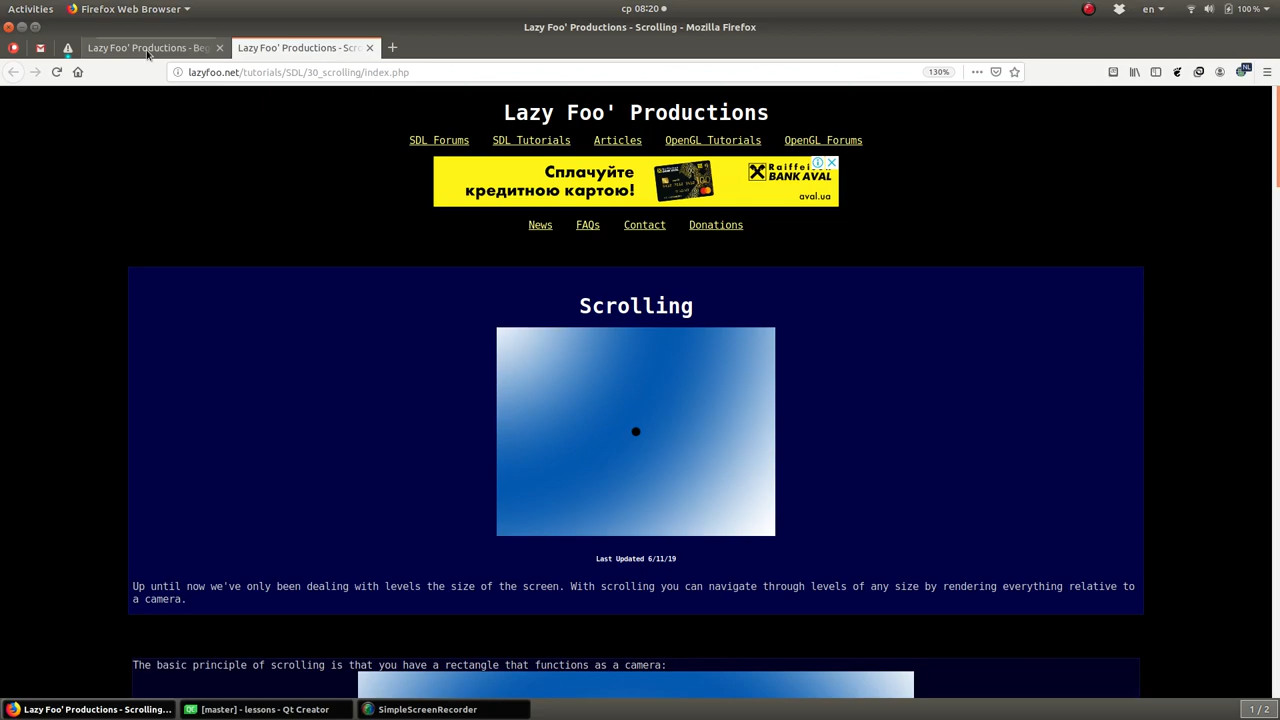 Activities
Firefox Web Browser
ср 08:20
en
100 %
Lazy Foo' Productions - Scrolling - Mozilla Firefox
Lazy Foo' Productions - Beg
Lazy Foo' Productions - Scro
lazyfoo.net/tutorials/SDL/30_scrolling/index.php
130%
NL
Lazy Foo' Productions
SDL Forums SDL Tutorials Articles OpenGL Tutorials OpenGL Forums
Сплачуйте
кредитною картою!
Raiffei
BANK AVAL
aval.ua
News FAQs Contact Donations
Scrolling
Last Updated 6/11/19
Up until now we've only been dealing with levels the size of the screen. With scrolling you can navigate through levels of any size by rendering everything relative to
a camera.
The basic principle of scrolling is that you have a rectangle that functions as a camera:
Lazy Foo' Productions - Scrolling...
[master] - lessons - Qt Creator
SimpleScreenRecorder
1 / 2